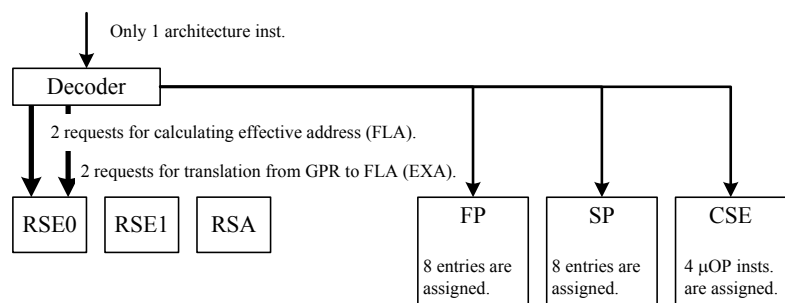 Only 1 architecture inst.
Decoder
2 requests for calculating effective address (FLA).
2 requests for translation from GPR to FLA (EXA).
RSE0
RSE1
RSA
FP
8 entries are
assigned.
SP
8 entries are
assigned.
CSE
4 μOP insts.
are assigned.